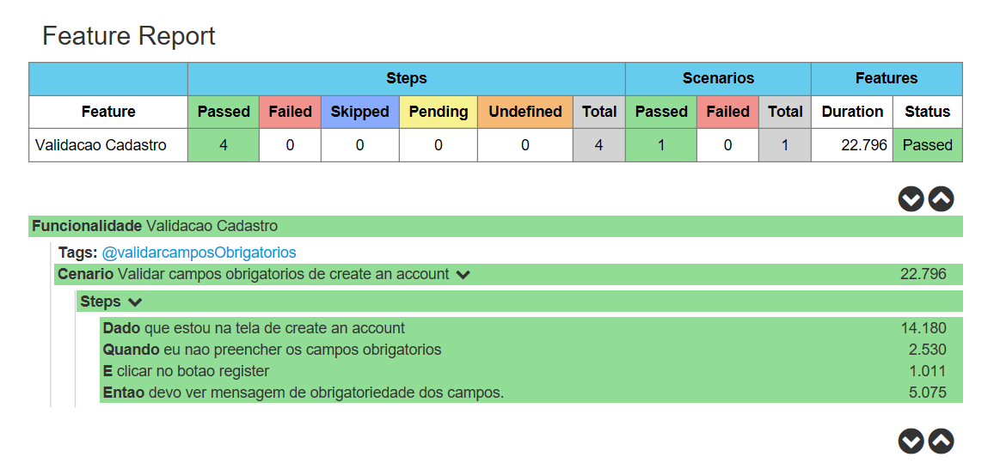 Feature Report
Steps Scenarios Features
Feature Passed Failed Skipped Pending Undefined Total Passed Failed Total Duration Status
Validacao Cadastro 4 0 0 0 0 4 1 0 1 22.796 Passed
Funcionalidade Validacao Cadastro
Tags: @validarcamposObrigatorios
Cenario Validar campos obrigatorios de create an account 22.796
Steps
Dado que estou na tela de create an account 14.180
Quando eu nao preencher os campos obrigatorios 2.530
E clicar no botao register 1.011
Entao devo ver mensagem de obrigatoriedade dos campos. 5.075